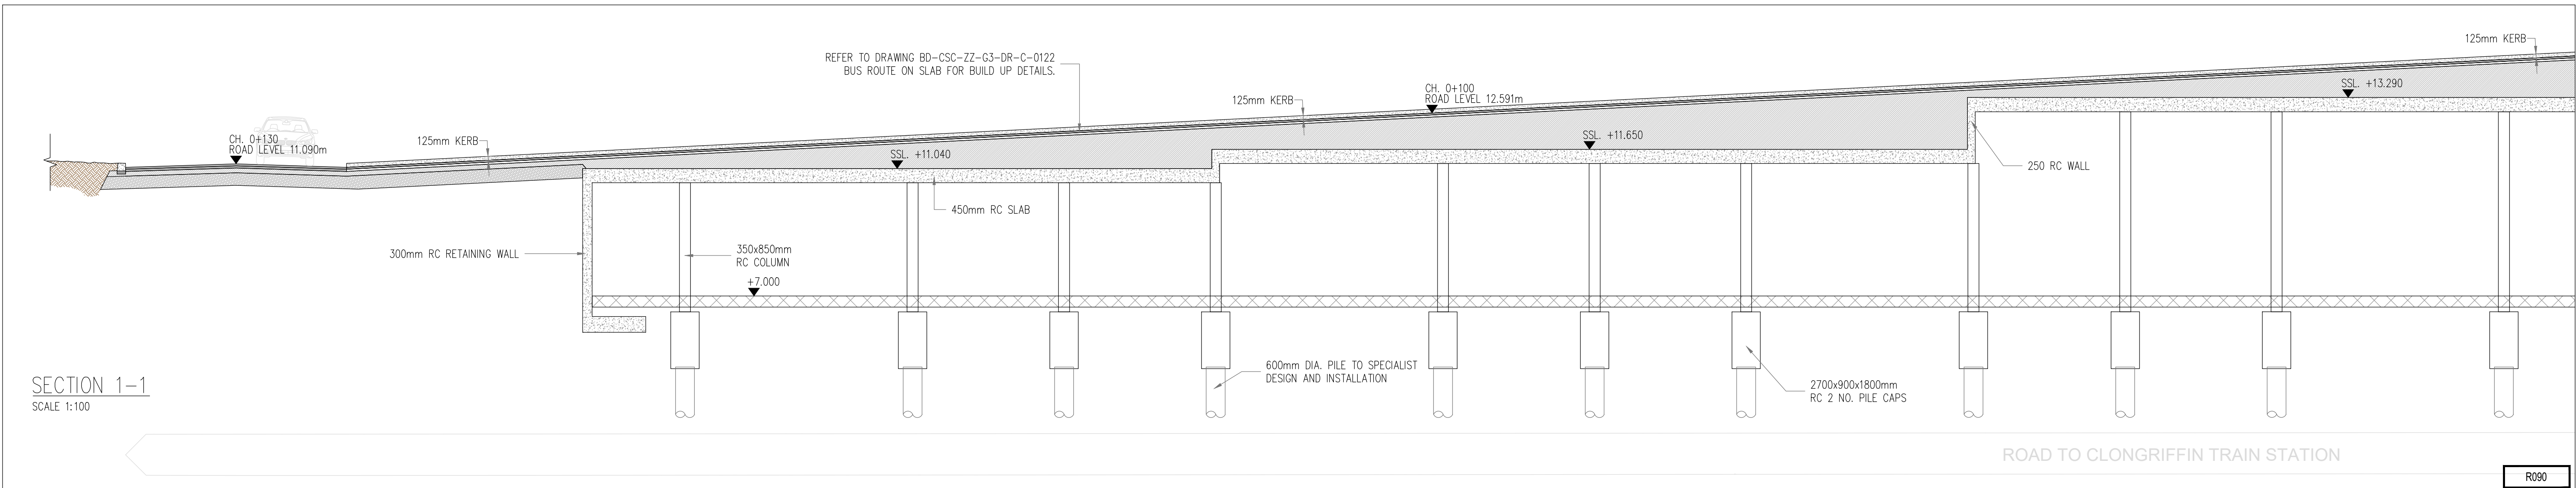 REFER TO DRAWING BD-CSC-ZZ-G3-DR-C-0122
BUS ROUTE ON SLAB FOR BUILD UP DETAILS.
125mm KERB
CH. 0+100
ROAD LEVEL 12.591m
SSL. +13.290
125mm KERB
CH. 0+130
ROAD LEVEL 11.090m
125mm KERB
SSL. +11.040
SSL. +11.650
250 RC WALL
450mm RC SLAB
300mm RC RETAINING WALL
350x850mm
RC COLUMN
+7.000
600mm DIA. PILE TO SPECIALIST
DESIGN AND INSTALLATION
2700x900x1800mm
RC 2 NO. PILE CAPS
SECTION 1-1
SCALE 1:100
ROAD TO CLONGRIFFIN TRAIN STATION
R090